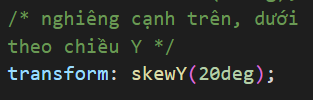 /* nghiêng cạnh trên, dưới
theo chiều Y */
transform: skewY(20deg);